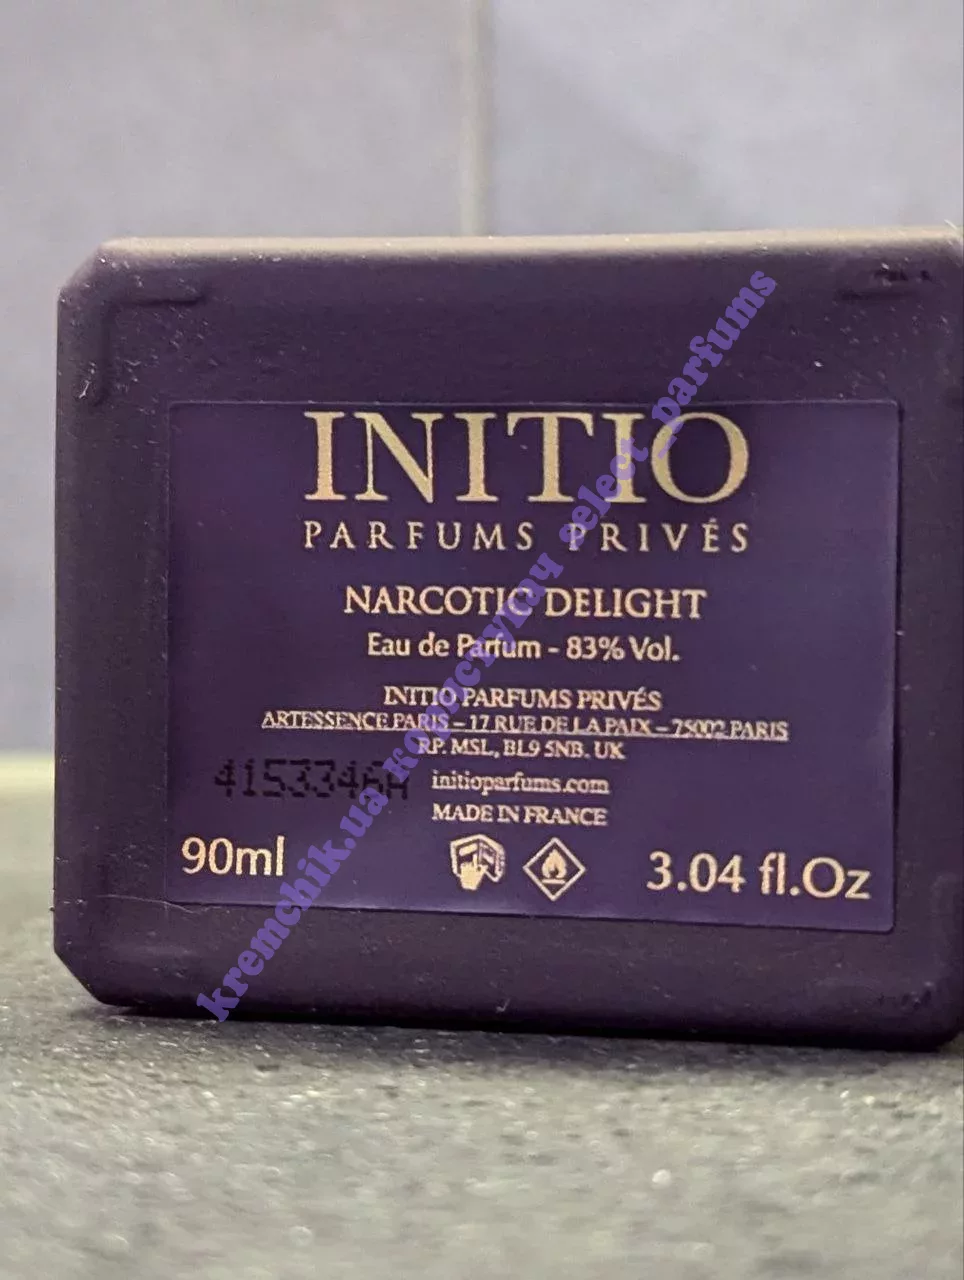 INITIO
PARFUMS PRIVÉS
NARCOTIC DELIGHT
Eau de Parfum - 83% Vol.
INITIO PARFUMS PRIVÉS
ARTESSENCE PARIS – 17 RUE DE LA PAIX – 75002 PARIS
RP. MSL, BL9 5NB. UK
4153346A
initioparfums.com
MADE IN FRANCE
90ml
3.04 fl.Oz
kremchik.ua користувач select_parfums